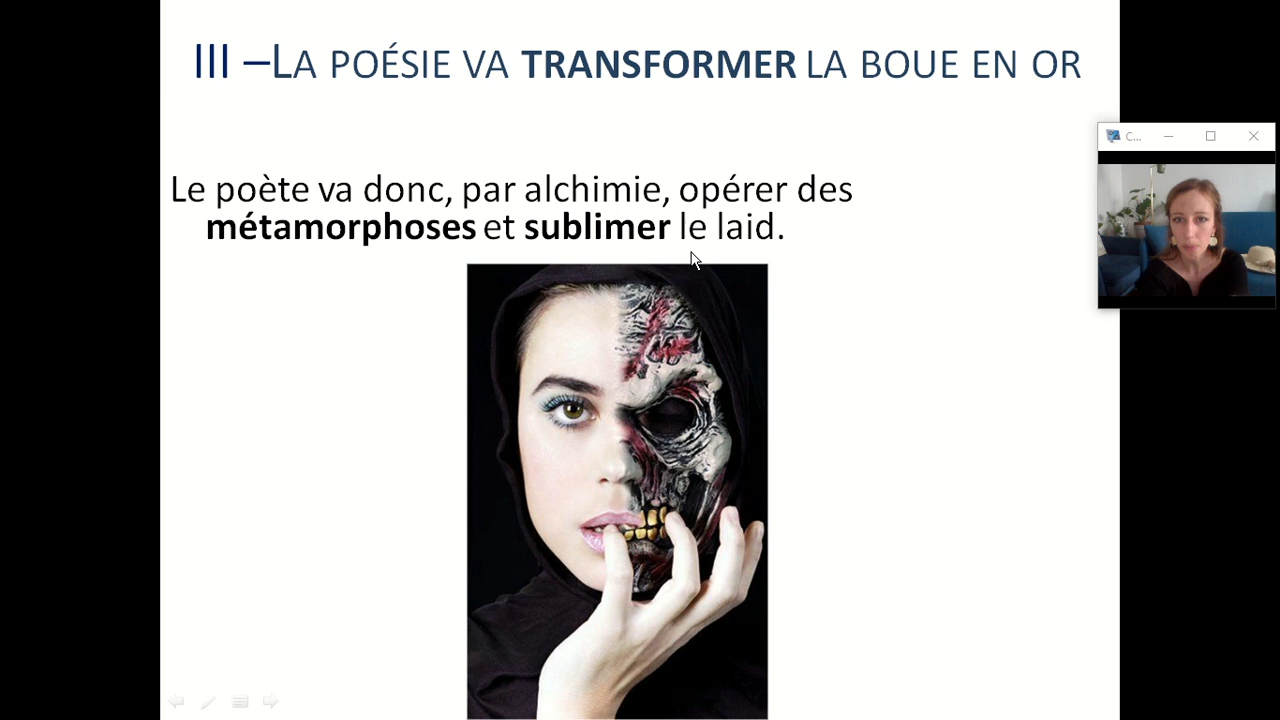 III –LA POÉSIE VA TRANSFORMER LA BOUE EN OR
Le poète va donc, par alchimie, opérer des
métamorphoses et sublimer le laid.
C...